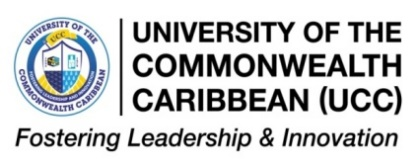 UNIVERSITY OF THE
COMMONWEALTH CARIBBEAN
UCC
UNIVERSITY OF THE
COMMONWEALTH
CARIBBEAN (UCC)
Fostering Leadership & Innovation